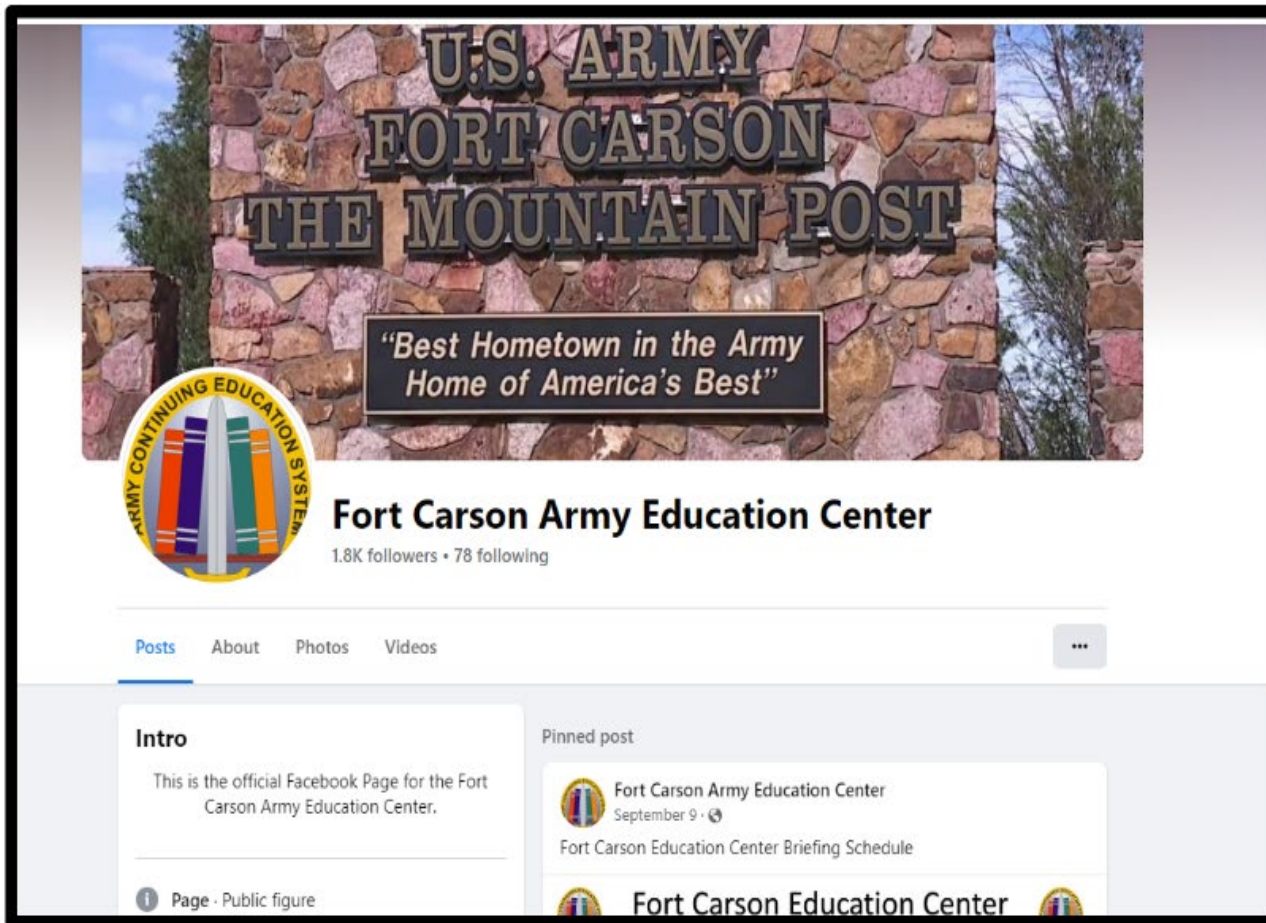 U.S. ARMY
FORT CARSON
THE MOUNTAIN POST
“Best Hometown in the Army
Home of America's Best”
ARMY CONTINUING EDUCATION SYSTEM
Fort Carson Army Education Center
1.8K followers • 78 following
Posts About Photos Videos
Intro
This is the official Facebook Page for the Fort
Carson Army Education Center.
Page · Public figure
Pinned post
Fort Carson Army Education Center
September 9 ·
Fort Carson Education Center Briefing Schedule
Fort Carson Education Center